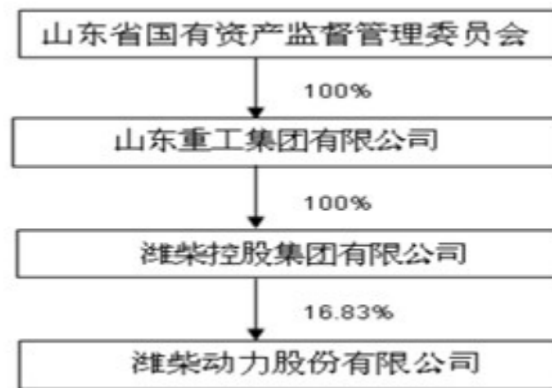 山东省国有资产监督管理委员会
100%
山东重工集团有限公司
100%
潍柴控股集团有限公司
16.83%
潍柴动力股份有限公司